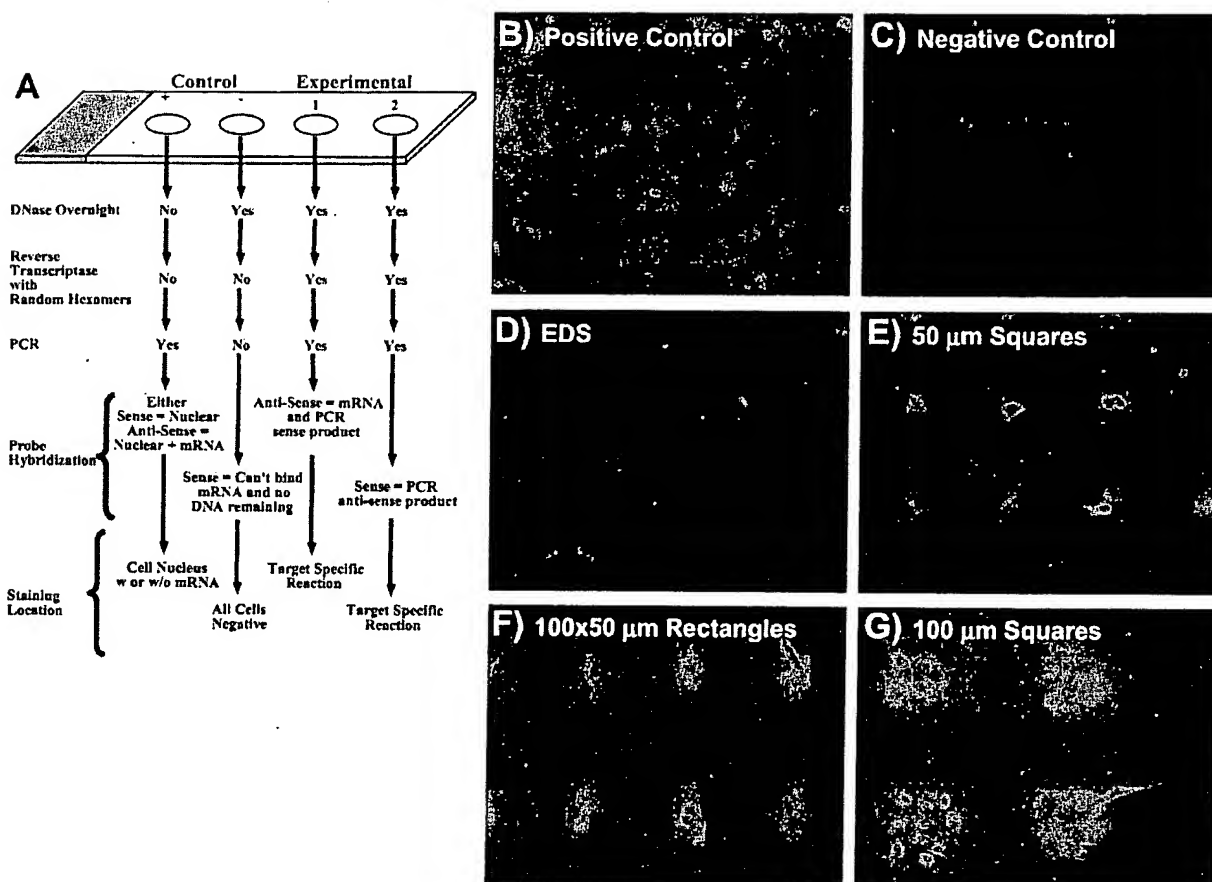 A
Control Experimental
+ - 1 2
DNase Overnight No Yes Yes Yes
Reverse
Transcriptase
with
Random Hexomers
No No Yes Yes
PCR Yes No Yes Yes
Probe
Hybridization
Either
Sense = Nuclear
Anti-Sense =
Nuclear + mRNA
Sense = Can't bind
mRNA and no
DNA remaining
Anti-Sense = mRNA
and PCR
sense product
Sense = PCR
anti-sense product
Staining
Location
Cell Nucleus
w or w/o mRNA
All Cells
Negative
Target Specific
Reaction
Target Specific
Reaction
B) Positive Control
C) Negative Control
D) EDS
E) 50 μm Squares
F) 100x50 μm Rectangles
G) 100 μm Squares